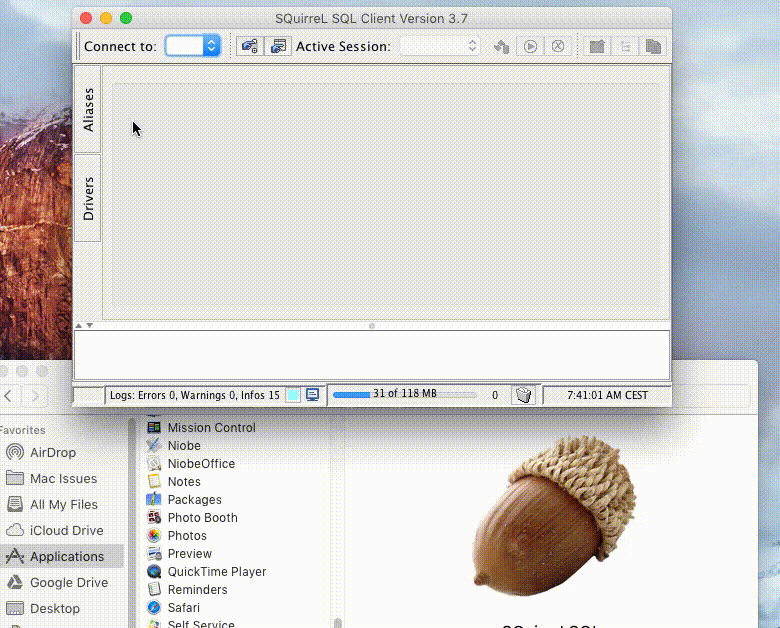 SQuirreL SQL Client Version 3.7
Connect to:
Active Session:
Aliases
Drivers
Logs: Errors 0, Warnings 0, Infos 15
31 of 118 MB
0
7:41:01 AM CEST
Favorites
AirDrop
Mac Issues
All My Files
iCloud Drive
Applications
Google Drive
Desktop
Mission Control
Niobe
NiobeOffice
Notes
Packages
Photo Booth
Photos
Preview
QuickTime Player
Reminders
Safari
Self Service
SQuirreL SQL